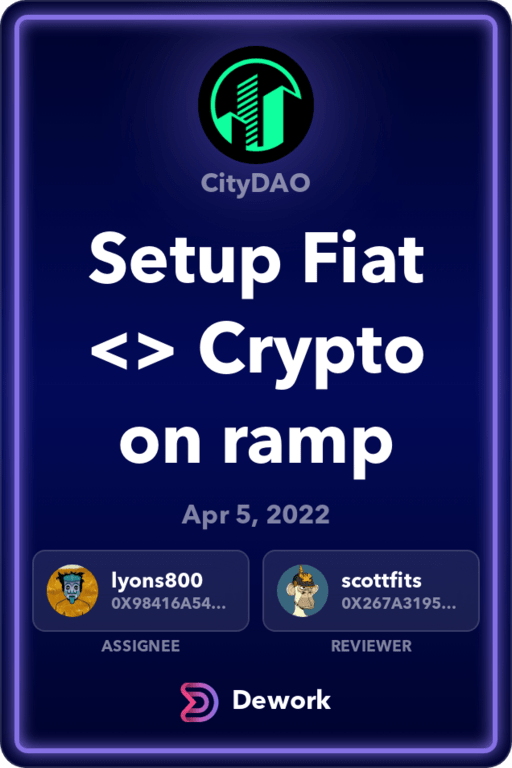 CityDAO
Setup Fiat
<> Crypto
on ramp
Apr 5, 2022
lyons800
0X98416A54...
ASSIGNEE
scottfits
0X267A3195...
REVIEWER
Dework